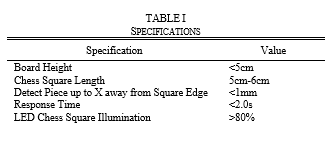 TABLE I
SPECIFICATIONS
Specification Value
Board Height <5cm
Chess Square Length 5cm-6cm
Detect Piece up to X away from Square Edge <1mm
Response Time <2.0s
LED Chess Square Illumination >80%